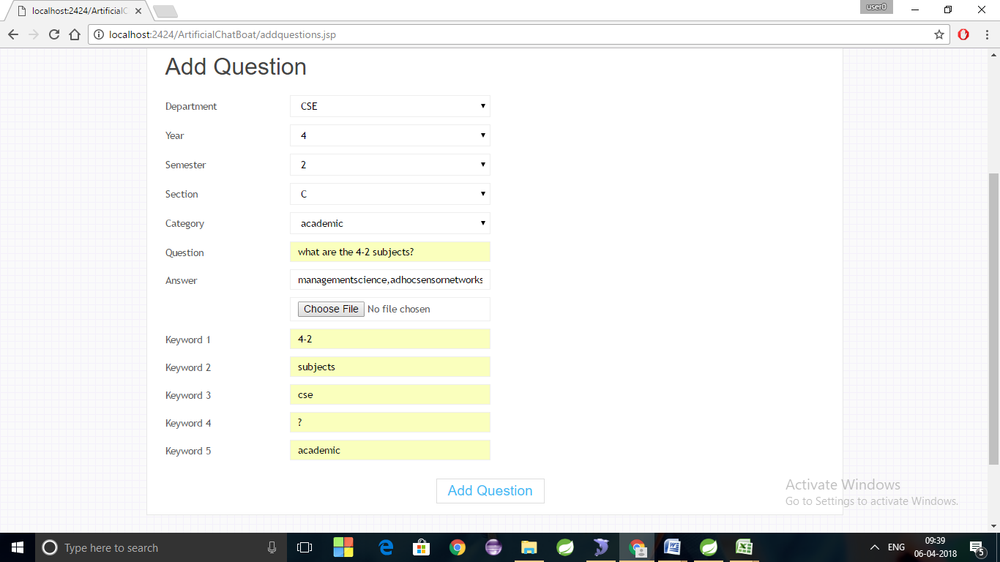 localhost:2424/ArtificialC
user0
localhost:2424/ArtificialChatBoat/addquestions.jsp
Add Question
Department CSE
Year 4
Semester 2
Section C
Category academic
Question what are the 4-2 subjects?
Answer managementscience,adhocsensornetworks
Choose File No file chosen
Keyword 1 4-2
Keyword 2 subjects
Keyword 3 cse
Keyword 4 ?
Keyword 5 academic
Add Question
Activate Windows
Go to Settings to activate Windows.
Type here to search
ENG
09:39
06-04-2018
5